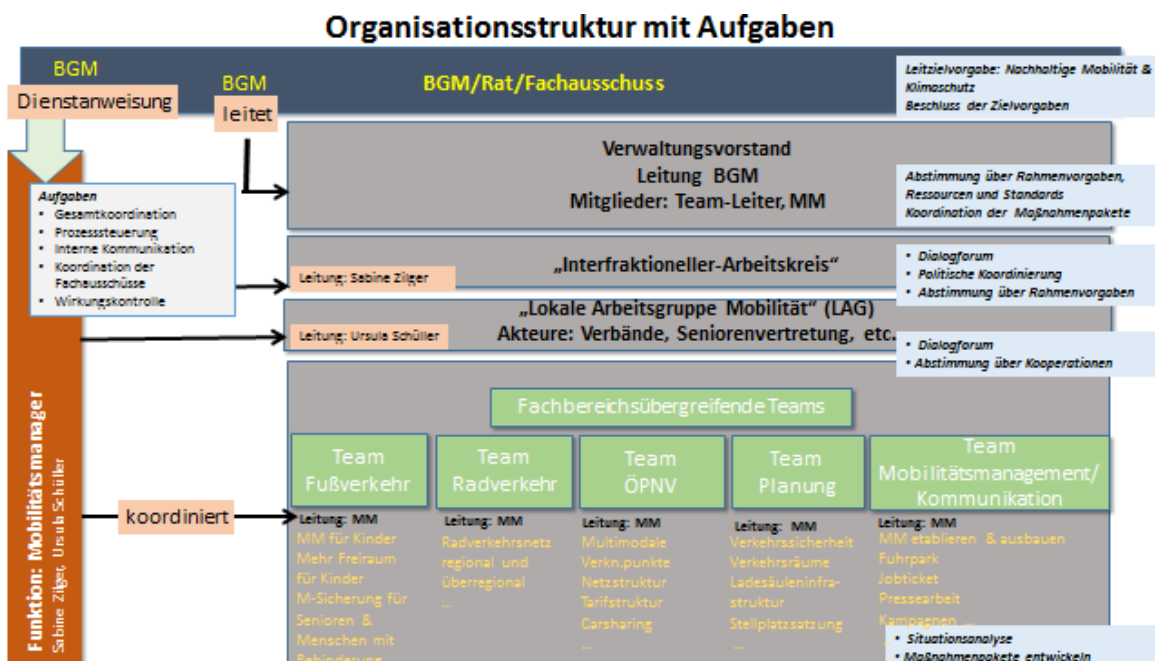 Organisationsstruktur mit Aufgaben
BGM
Dienstanweisung
BGM
leitet
BGM/Rat/Fachausschuss
Leitzielvorgabe: Nachhaltige Mobilität &
Klimaschutz
Beschluss der Zielvorgaben
Verwaltungsvorstand
Leitung BGM
Mitglieder: Team-Leiter, MM
Abstimmung über Rahmenvorgaben,
Ressourcen und Standards
Koordination der Maßnahmenpakete
Aufgaben
• Gesamtkoordination
• Prozesssteuerung
• Interne Kommunikation
• Koordination der
Fachausschüsse
• Wirkungskontrolle
Leitung: Sabine Zilger
„Interfraktioneller-Arbeitskreis“
• Dialogforum
• Politische Koordinierung
• Abstimmung über Rahmenvorgaben
Leitung: Ursula Schüller
„Lokale Arbeitsgruppe Mobilität“ (LAG)
Akteure: Verbände, Seniorenvertretung, etc.
• Dialogforum
• Abstimmung über Kooperationen
Funktion: Mobilitätsmanager
Sabine Zilger, Ursula Schüller
koordiniert
Fachbereichsübergreifende Teams
Team
Fußverkehr
Leitung: MM
MM für Kinder
Mehr Freiraum
für Kinder
M-Sicherung für
Senioren &
Menschen mit
Behinderung
Team
Radverkehr
Leitung: MM
Radverkehrsnetz
regional und
überregional
...
Team
ÖPNV
Leitung: MM
Multimodale
Verkn.punkte
Netzstruktur
Tarifstruktur
Carsharing
...
Team
Planung
Leitung: MM
Verkehrssicherheit
Verkehrsräume
Ladesäuleninfra-
struktur
Stellplatzsatzung
...
Team
Mobilitätsmanagement/
Kommunikation
Leitung: MM
MM etablieren & ausbauen
Fuhrpark
Jobticket
Pressearbeit
Kampagnen ...
...
• Situationsanalyse
• Maßnahmenpakete entwickeln